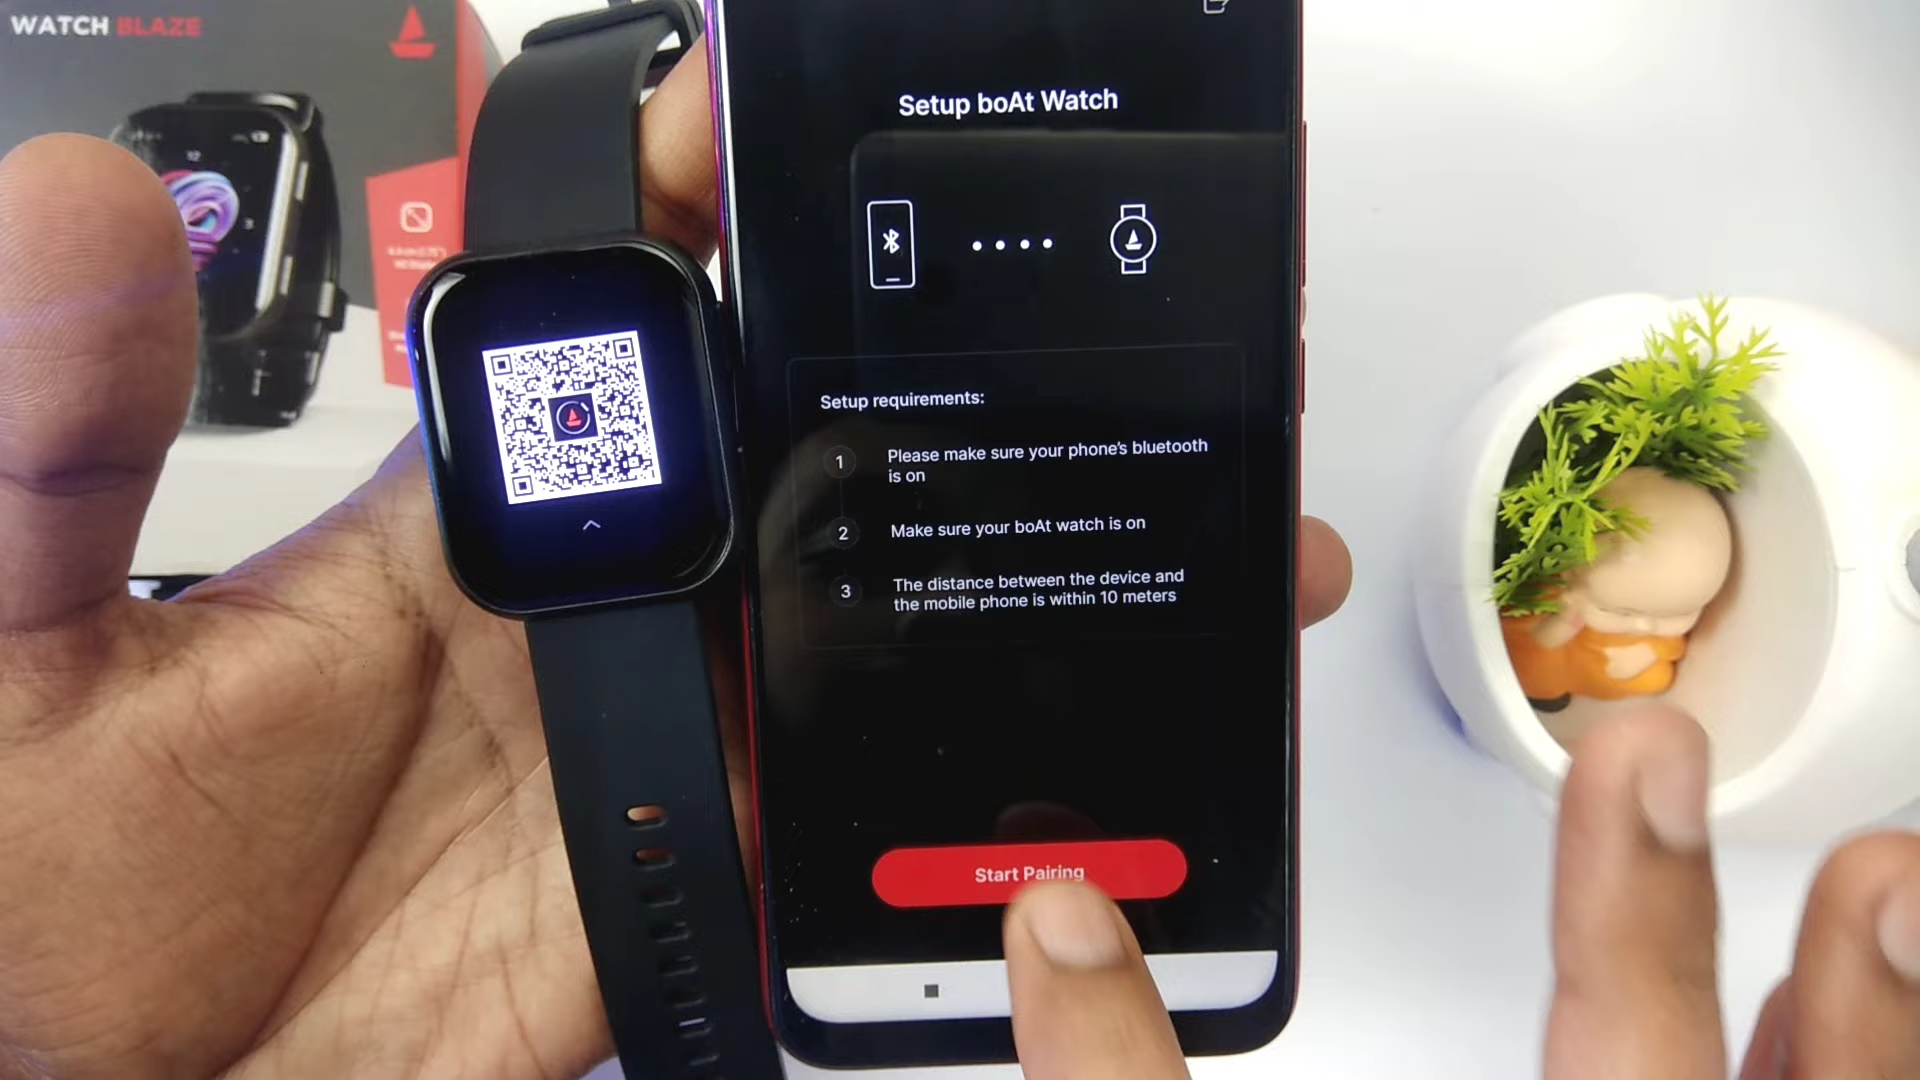 WATCH BLAZE
12
3
Setup boAt Watch
Setup requirements:
1
Please make sure your phone's bluetooth
is on
2
Make sure your boAt watch is on
3
The distance between the device and
the mobile phone is within 10 meters
Start Pairing